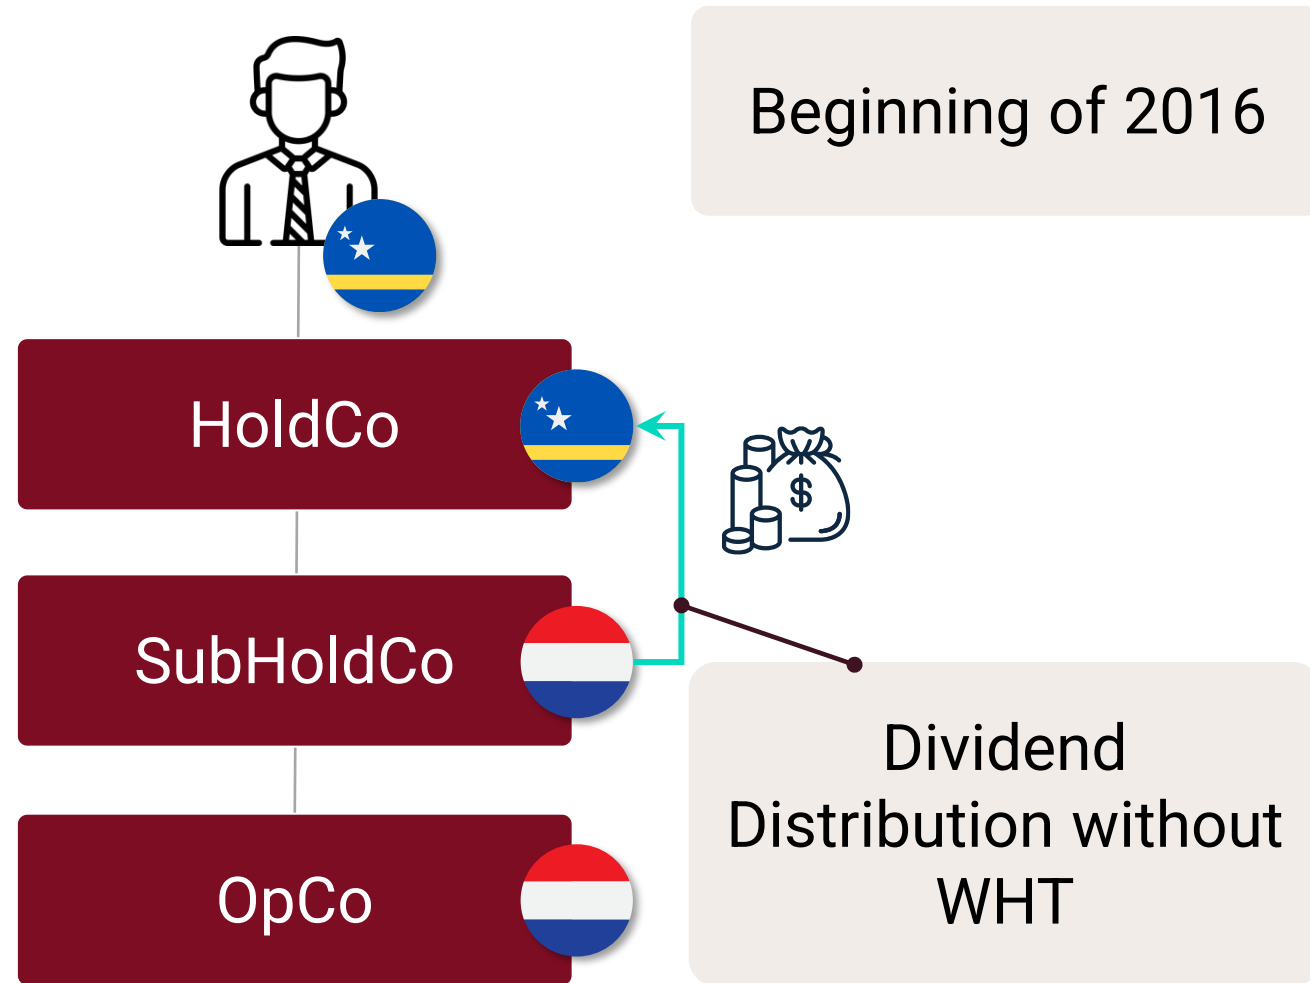 Beginning of 2016
HoldCo
$
SubHoldCo
Dividend
Distribution without
WHT
OpCo